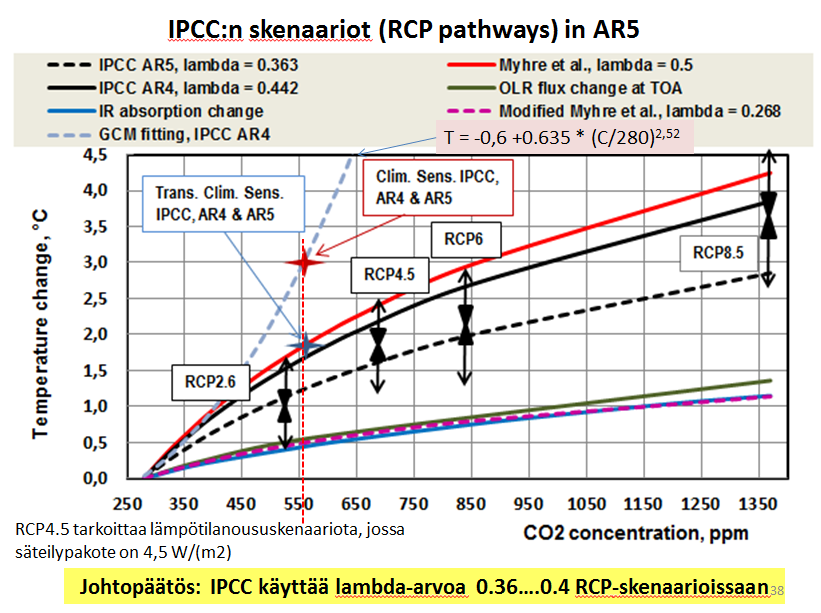 IPCC:n skenaariot (RCP pathways) in AR5
IPCC AR5, lambda = 0.363
Myhre et al., lambda = 0.5
IPCC AR4, lambda = 0.442
OLR flux change at TOA
IR absorption change
Modified Myhre et al., lambda = 0.268
GCM fitting, IPCC AR4
T = -0,6 +0.635 * (C/280)2,52
4,5
4,0
3,5
3,0
2,5
2,0
1,5
1,0
0,5
0,0
Temperature change, °C
Trans. Clim. Sens.
IPCC, AR4 & AR5
Clim. Sens. IPCC,
AR4 & AR5
RCP2.6
RCP4.5
RCP6
RCP8.5
250 350 450 550 650 750 850 950 1050 1150 1250 1350
CO2 concentration, ppm
RCP4.5 tarkoittaa lämpötilanoususkenaariota, jossa
säteilypakote on 4,5 W/(m2)
Johtopäätös: IPCC käyttää lambda-arvoa 0.36....0.4 RCP-skenaarioissaan
38